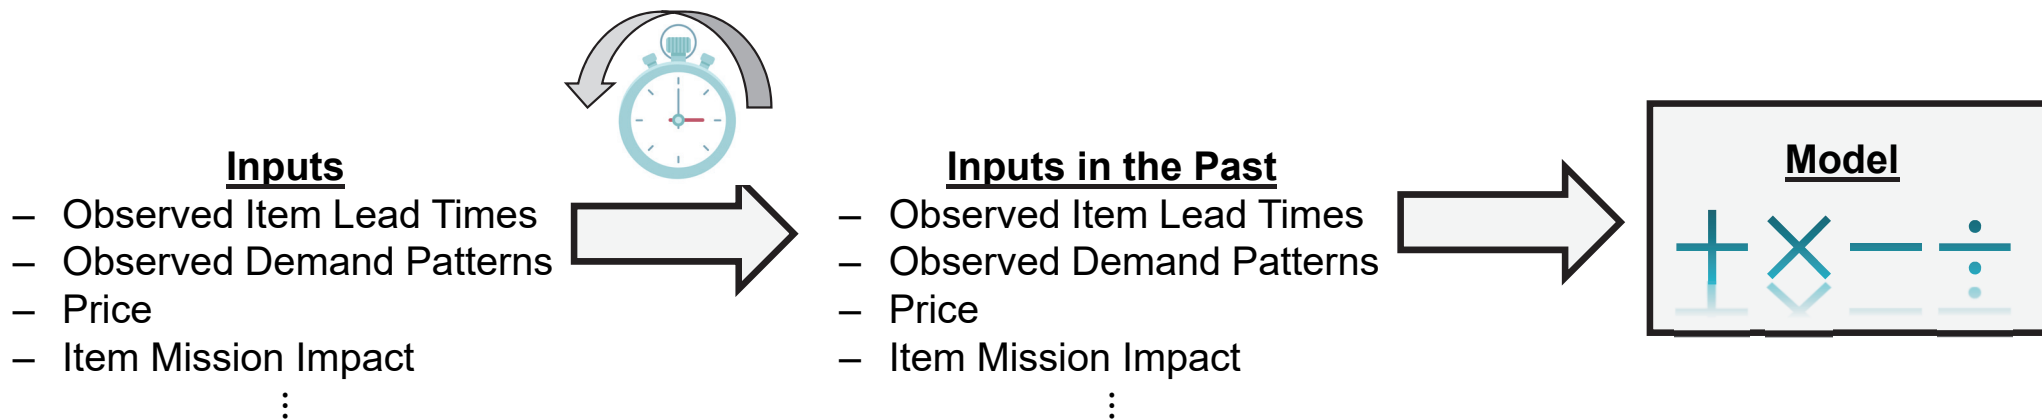 Inputs
– Observed Item Lead Times
– Observed Demand Patterns
– Price
– Item Mission Impact
⋮
Inputs in the Past
– Observed Item Lead Times
– Observed Demand Patterns
– Price
– Item Mission Impact
⋮
Model
+ × − ÷